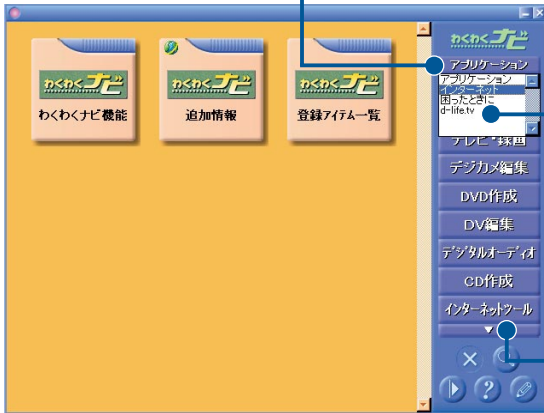 わくわくナビ
わくわくナビ
わくわくナビ機能
わくわくナビ
追加情報
わくわくナビ
登録アイテム一覧
アプリケーション
アプリケーション
インターネット
困ったときに
d-life.tv
テレビ・録画
デジカメ編集
DVD作成
DV編集
デジタルオーディオ
CD作成
インターネットツール